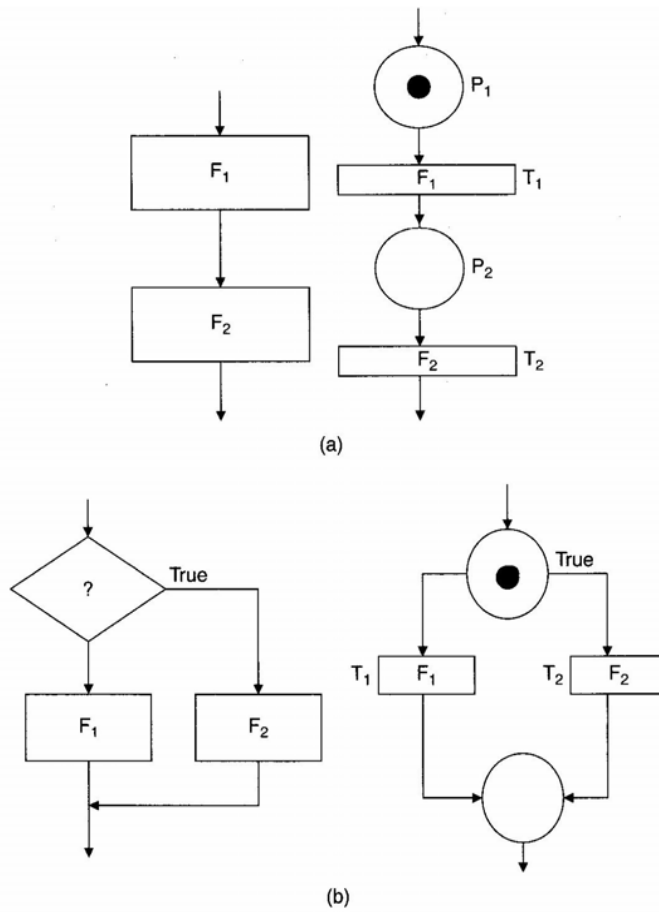 P₁
F₁
F₁ T₁
P₂
F₂
F₂ T₂
(a)
?
True
F₁
F₂
True
T₁ F₁
T₂ F₂
(b)